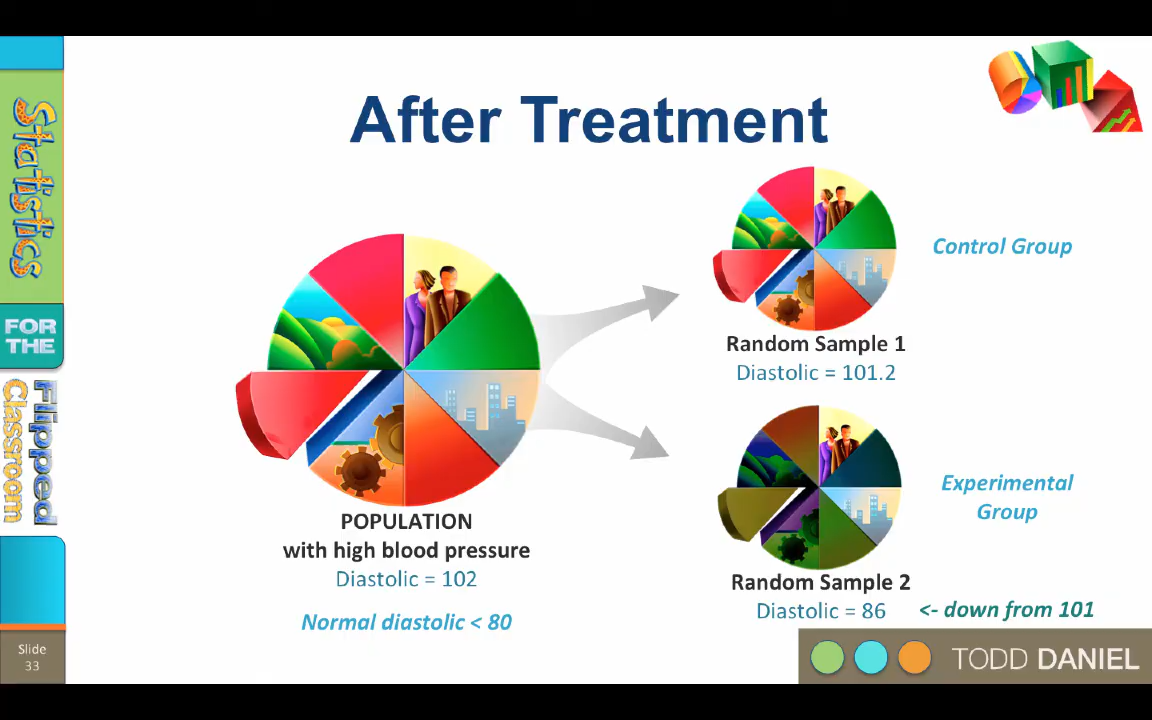 Statistics
FOR
THE
Flipped
Classroom
Slide
33
After Treatment
POPULATION
with high blood pressure
Diastolic = 102
Normal diastolic < 80
Random Sample 1
Diastolic = 101.2
Control Group
Random Sample 2
Diastolic = 86
<- down from 101
Experimental
Group
TODD DANIEL